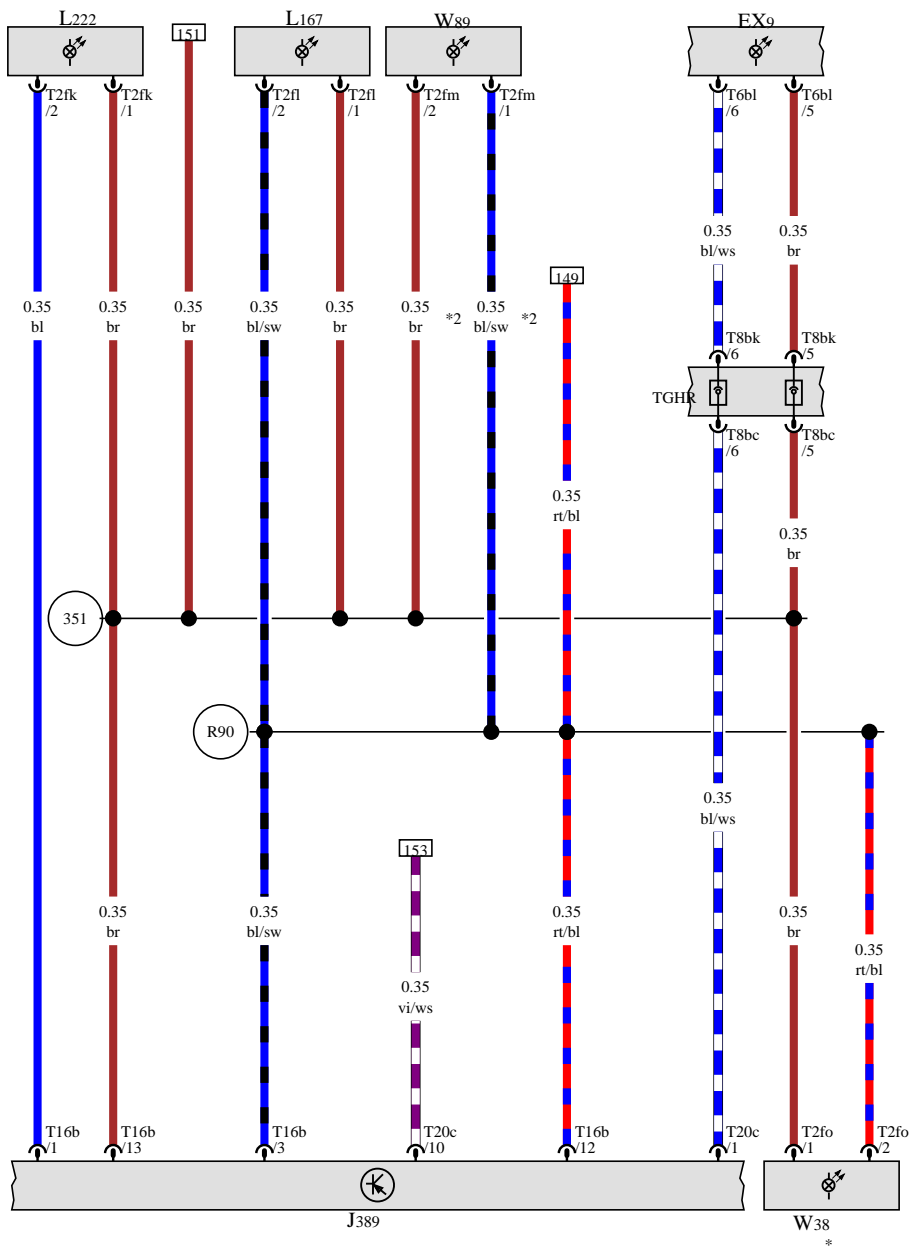 L222
L167
W89
EX9
151
T2fk
/2
T2fk
/1
T2fl
/2
T2fl
/1
T2fm
/2
T2fm
/1
T6bl
/6
T6bl
/5
0.35
bl/ws
0.35
br
149
0.35
bl
0.35
br
0.35
br
0.35
bl/sw
0.35
br
0.35
br
*2
0.35
bl/sw
*2
T8bk
/6
T8bk
/5
TGHR
T8bc
/6
T8bc
/5
0.35
rt/bl
0.35
br
351
R90
0.35
bl/ws
153
0.35
br
0.35
bl/sw
0.35
rt/bl
0.35
br
0.35
rt/bl
0.35
vi/ws
T16b
/1
T16b
/13
T16b
/3
T20c
/10
T16b
/12
T20c
/1
T2fo
/1
T2fo
/2
J389
W38
*